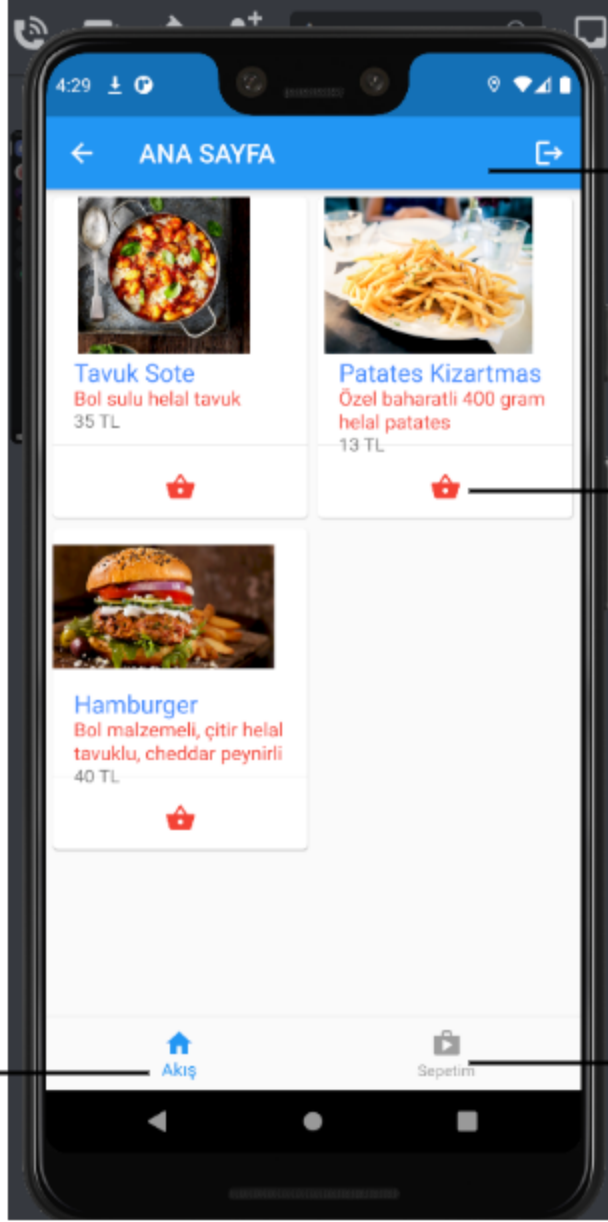 4:29
ANA SAYFA
Tavuk Sote
Bol sulu helal tavuk
35 TL
Patates Kizartmas
Özel baharatli 400 gram
helal patates
13 TL
Hamburger
Bol malzemeli, çitir helal
tavuklu, cheddar peynirli
40 TL
Akış
Sepetim